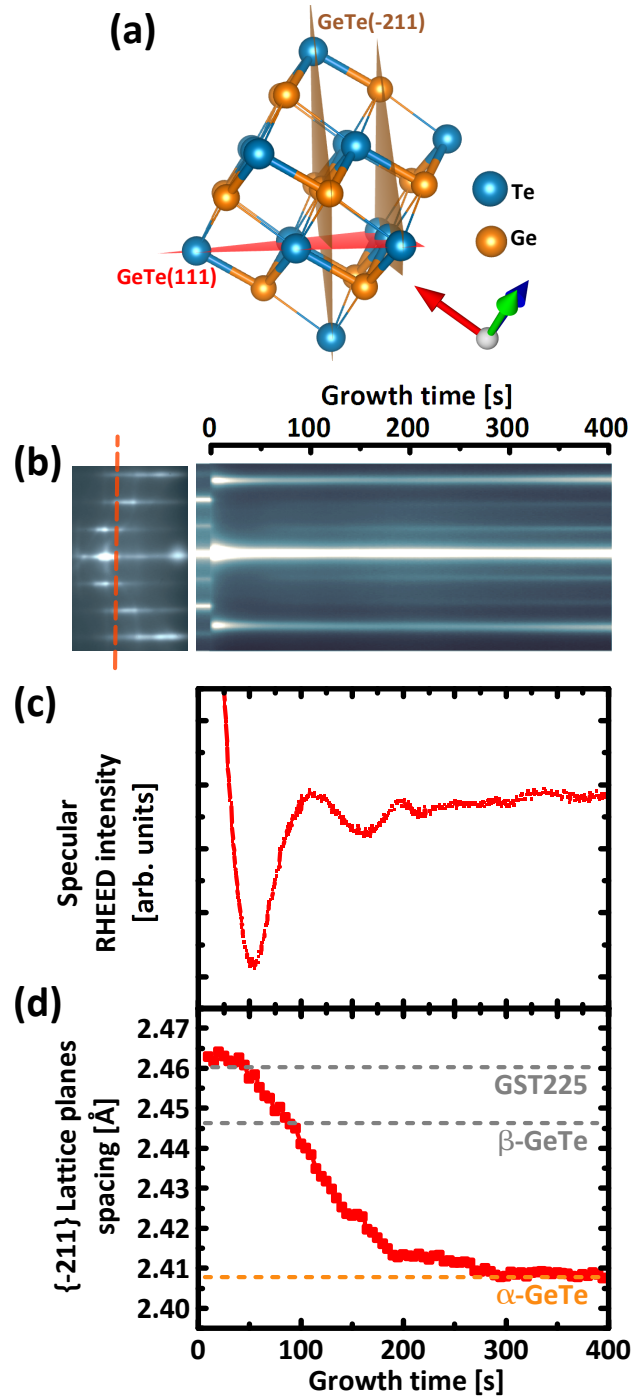 (a)
GeTe(-211)
Te
Ge
GeTe(111)
Growth time [s]
0 100 200 300 400
(b)
(c)
Specular
RHEED intensity
[arb. units]
(d)
2.47
2.46
2.45
2.44
2.43
2.42
2.41
2.40
{-211} Lattice planes
spacing [Å]
GST225
β-GeTe
α-GeTe
0 100 200 300 400
Growth time [s]